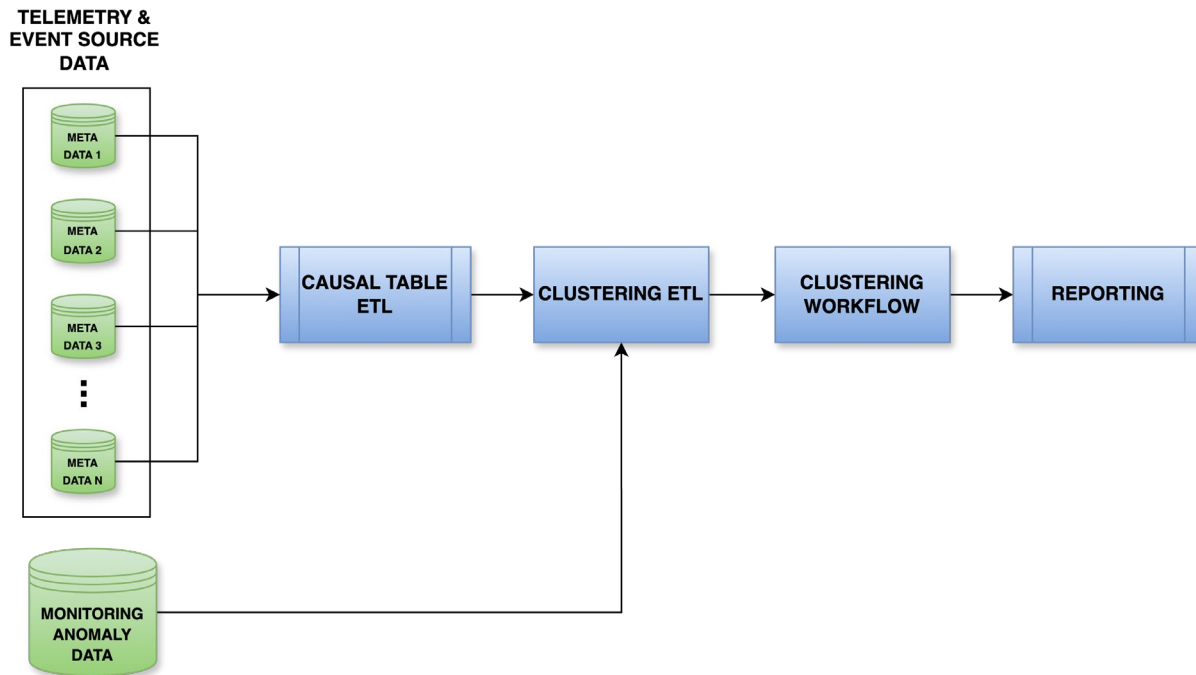 TELEMETRY &
EVENT SOURCE
DATA
META
DATA 1
META
DATA 2
META
DATA 3
META
DATA N
CAUSAL TABLE
ETL
CLUSTERING ETL
CLUSTERING
WORKFLOW
REPORTING
MONITORING
ANOMALY
DATA